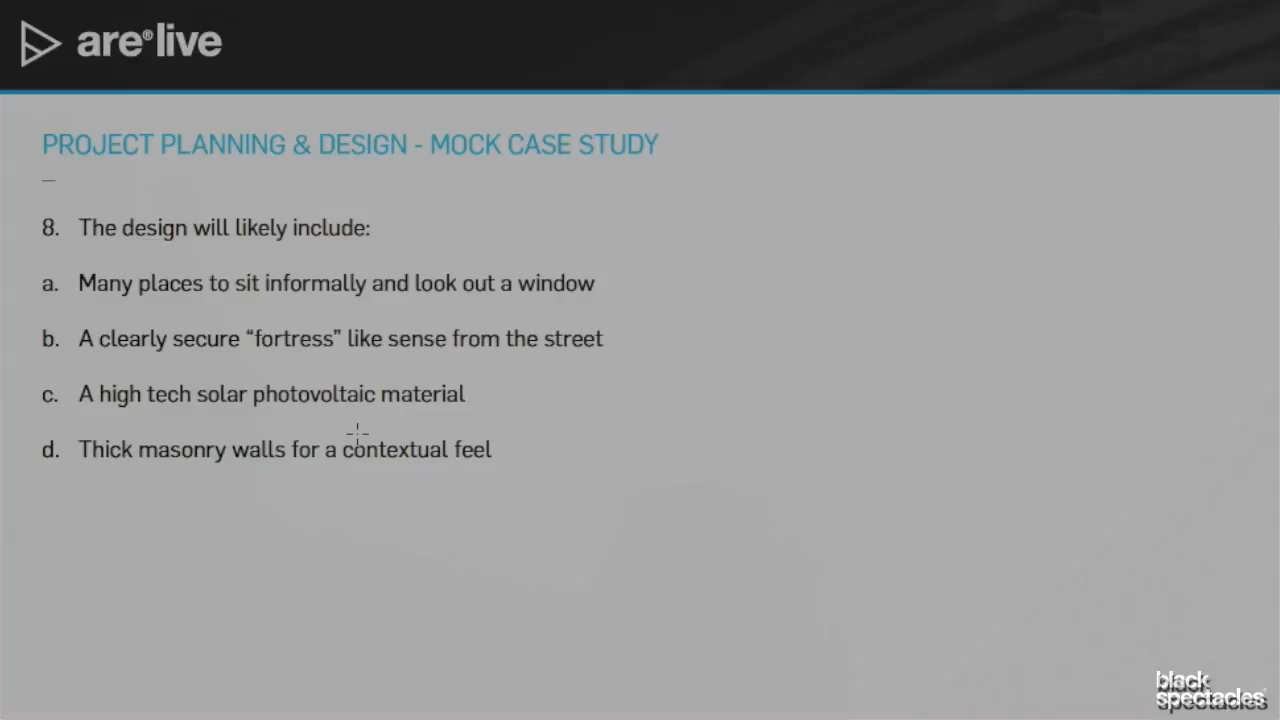 are®live
PROJECT PLANNING & DESIGN - MOCK CASE STUDY
8. The design will likely include:
a. Many places to sit informally and look out a window
b. A clearly secure “fortress” like sense from the street
c. A high tech solar photovoltaic material
d. Thick masonry walls for a contextual feel
black
spectacles